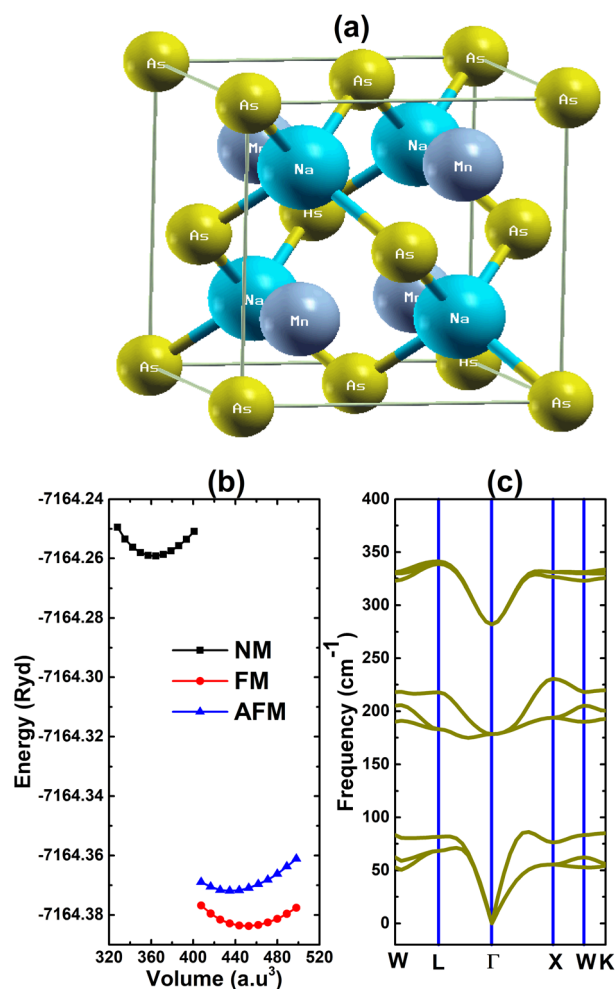 (a)
As
As
As
As
As
Mn
Na
Na
Mn
As
As
As
As
Na
Mn
Mn
Na
As
As
As
As
As
(b)
-7164.24
-7164.26
-7164.28
-7164.30
-7164.32
-7164.34
-7164.36
-7164.38
Energy (Ryd)
NM
FM
AFM
320 360 400 440 480 520
Volume (a.u³)
(c)
400
350
300
250
200
150
100
50
0
Frequency (cm⁻¹)
W L Γ X W K